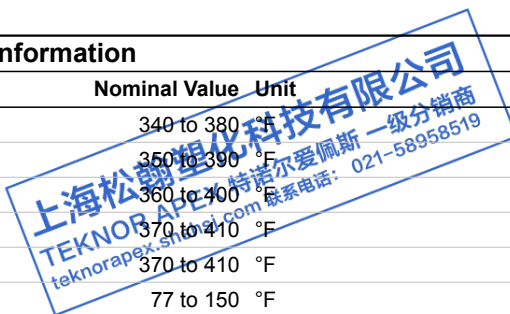 nformation
Nominal Value Unit
340 to 380 °F
350 to 390 °F
360 to 400 °F
370 to 410 °F
370 to 410 °F
77 to 150 °F
上海松翰塑化科技有限公司
TEKNOR APEX 特诺尔爱佩斯 一级分销商
teknorapex.shshsj.com 联系电话: 021-58958519